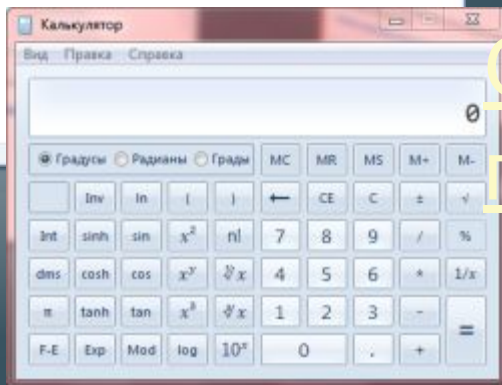 Калькулятор
Вид Правка Справка
0
Градусы Радианы Грады MC MR MS M+ M-
Inv ln ( ) ← CE C ± √
Int sinh sin x² n! 7 8 9 / %
dms cosh cos xʸ ʸ√x 4 5 6 * 1/x
π tanh tan x³ ³√x 1 2 3 - =
F-E Exp Mod log 10ˣ 0 , +